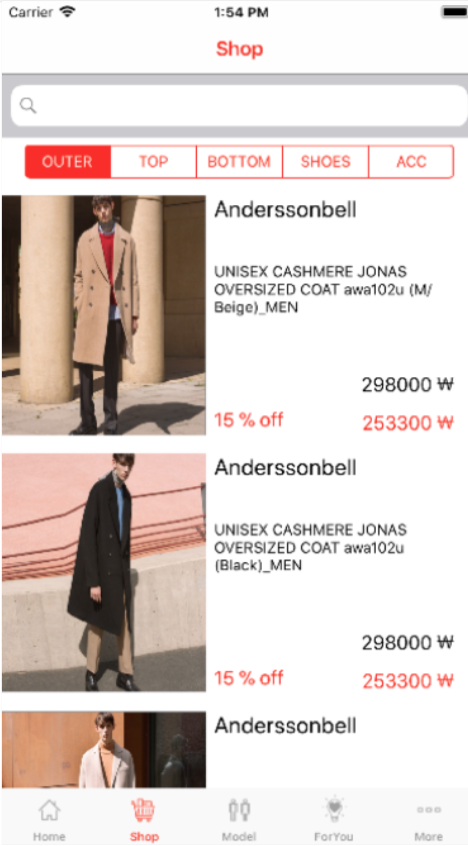 Carrier 1:54 PM
Shop
OUTER TOP BOTTOM SHOES ACC
Anderssonbell
UNISEX CASHMERE JONAS
OVERSIZED COAT awa102u (M/
Beige)_MEN
298000 ₩
15 % off 253300 ₩
Anderssonbell
UNISEX CASHMERE JONAS
OVERSIZED COAT awa102u
(Black)_MEN
298000 ₩
15 % off 253300 ₩
Anderssonbell
Home Shop Model ForYou More